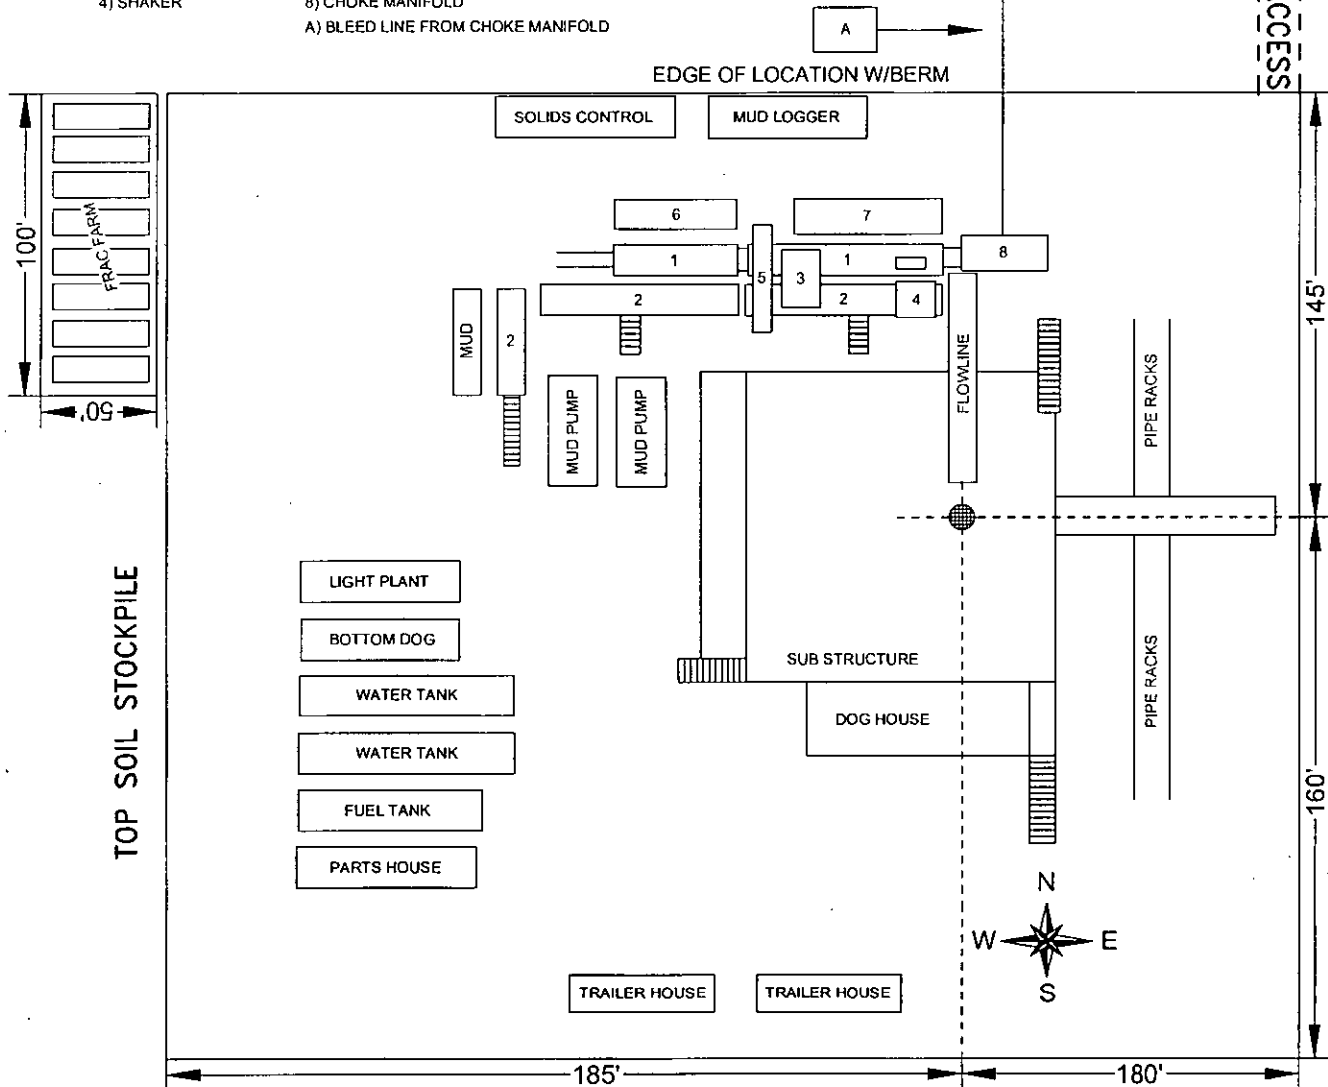 4) SHAKER
8) CHOKE MANIFOLD
A) BLEED LINE FROM CHOKE MANIFOLD
A
CCESS
EDGE OF LOCATION W/BERM
SOLIDS CONTROL
MUD LOGGER
100'
FRAC FARM
50'
6
7
1
5
3
1
8
2
2
4
MUD
2
MUD PUMP
MUD PUMP
FLOWLINE
PIPE RACKS
145'
TOP SOIL STOCKPILE
LIGHT PLANT
BOTTOM DOG
WATER TANK
WATER TANK
FUEL TANK
PARTS HOUSE
SUB STRUCTURE
DOG HOUSE
PIPE RACKS
160'
N
W
E
S
TRAILER HOUSE
TRAILER HOUSE
185'
180'